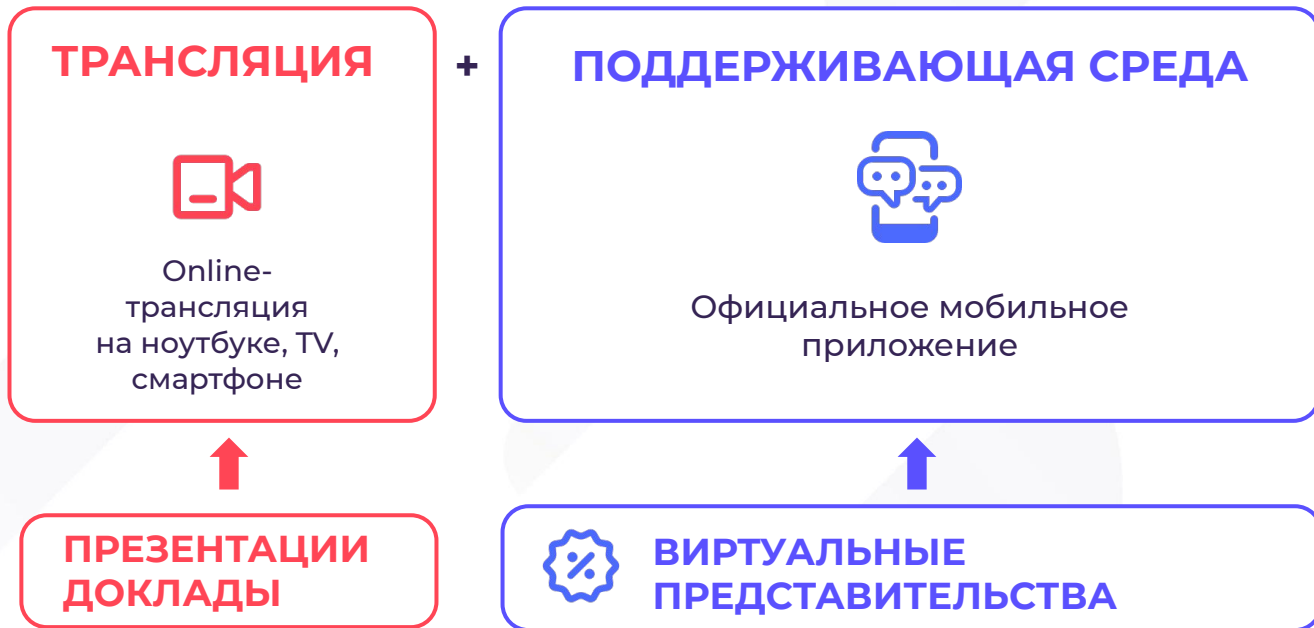 ТРАНСЛЯЦИЯ
+
ПОДДЕРЖИВАЮЩАЯ СРЕДА
Online-
трансляция
на ноутбуке, TV,
смартфоне
Официальное мобильное
приложение
ПРЕЗЕНТАЦИИ
ДОКЛАДЫ
%
ВИРТУАЛЬНЫЕ
ПРЕДСТАВИТЕЛЬСТВА